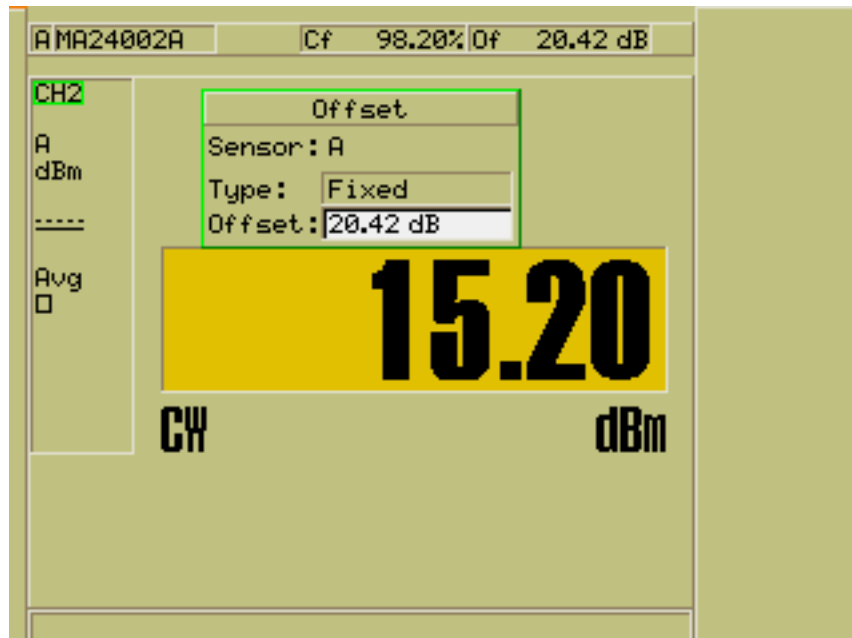 A MA24002A Cf 98.20% Of 20.42 dB
CH2
A
dBm
Avg
Offset
Sensor: A
Type: Fixed
Offset: 20.42 dB
15.20
CW dBm